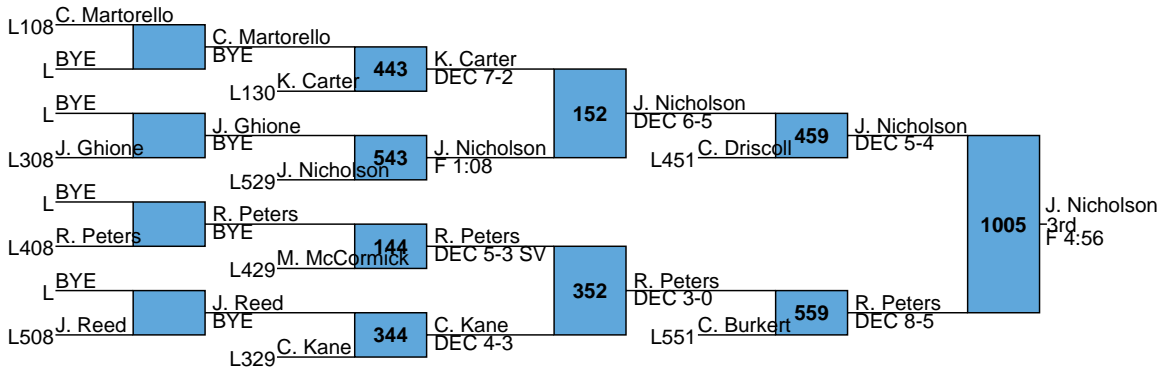 C. Martorello
L108
C. Martorello
BYE
BYE
L
443
K. Carter
DEC 7-2
K. Carter
L130
152
J. Nicholson
DEC 6-5
BYE
L
J. Ghione
BYE
J. Ghione
L308
543
J. Nicholson
F 1:08
J. Nicholson
L529
459
J. Nicholson
DEC 5-4
C. Driscoll
L451
BYE
L
R. Peters
BYE
R. Peters
L408
144
R. Peters
DEC 5-3 SV
M. McCormick
L429
1005
J. Nicholson
3rd
F 4:56
352
R. Peters
DEC 3-0
BYE
L
J. Reed
BYE
J. Reed
L508
344
C. Kane
DEC 4-3
C. Kane
L329
559
R. Peters
DEC 8-5
C. Burkert
L551